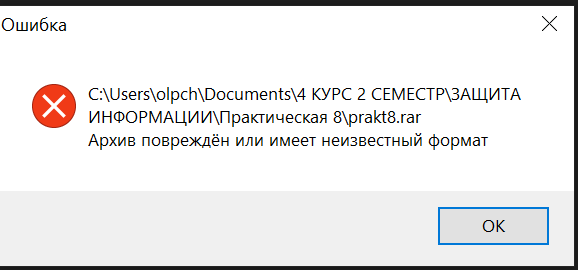 Ошибка
C:\Users\olpch\Documents\4 КУРС 2 СЕМЕСТР\ЗАЩИТА
ИНФОРМАЦИИ\Практическая 8\prakt8.rar
Архив повреждён или имеет неизвестный формат
ОК